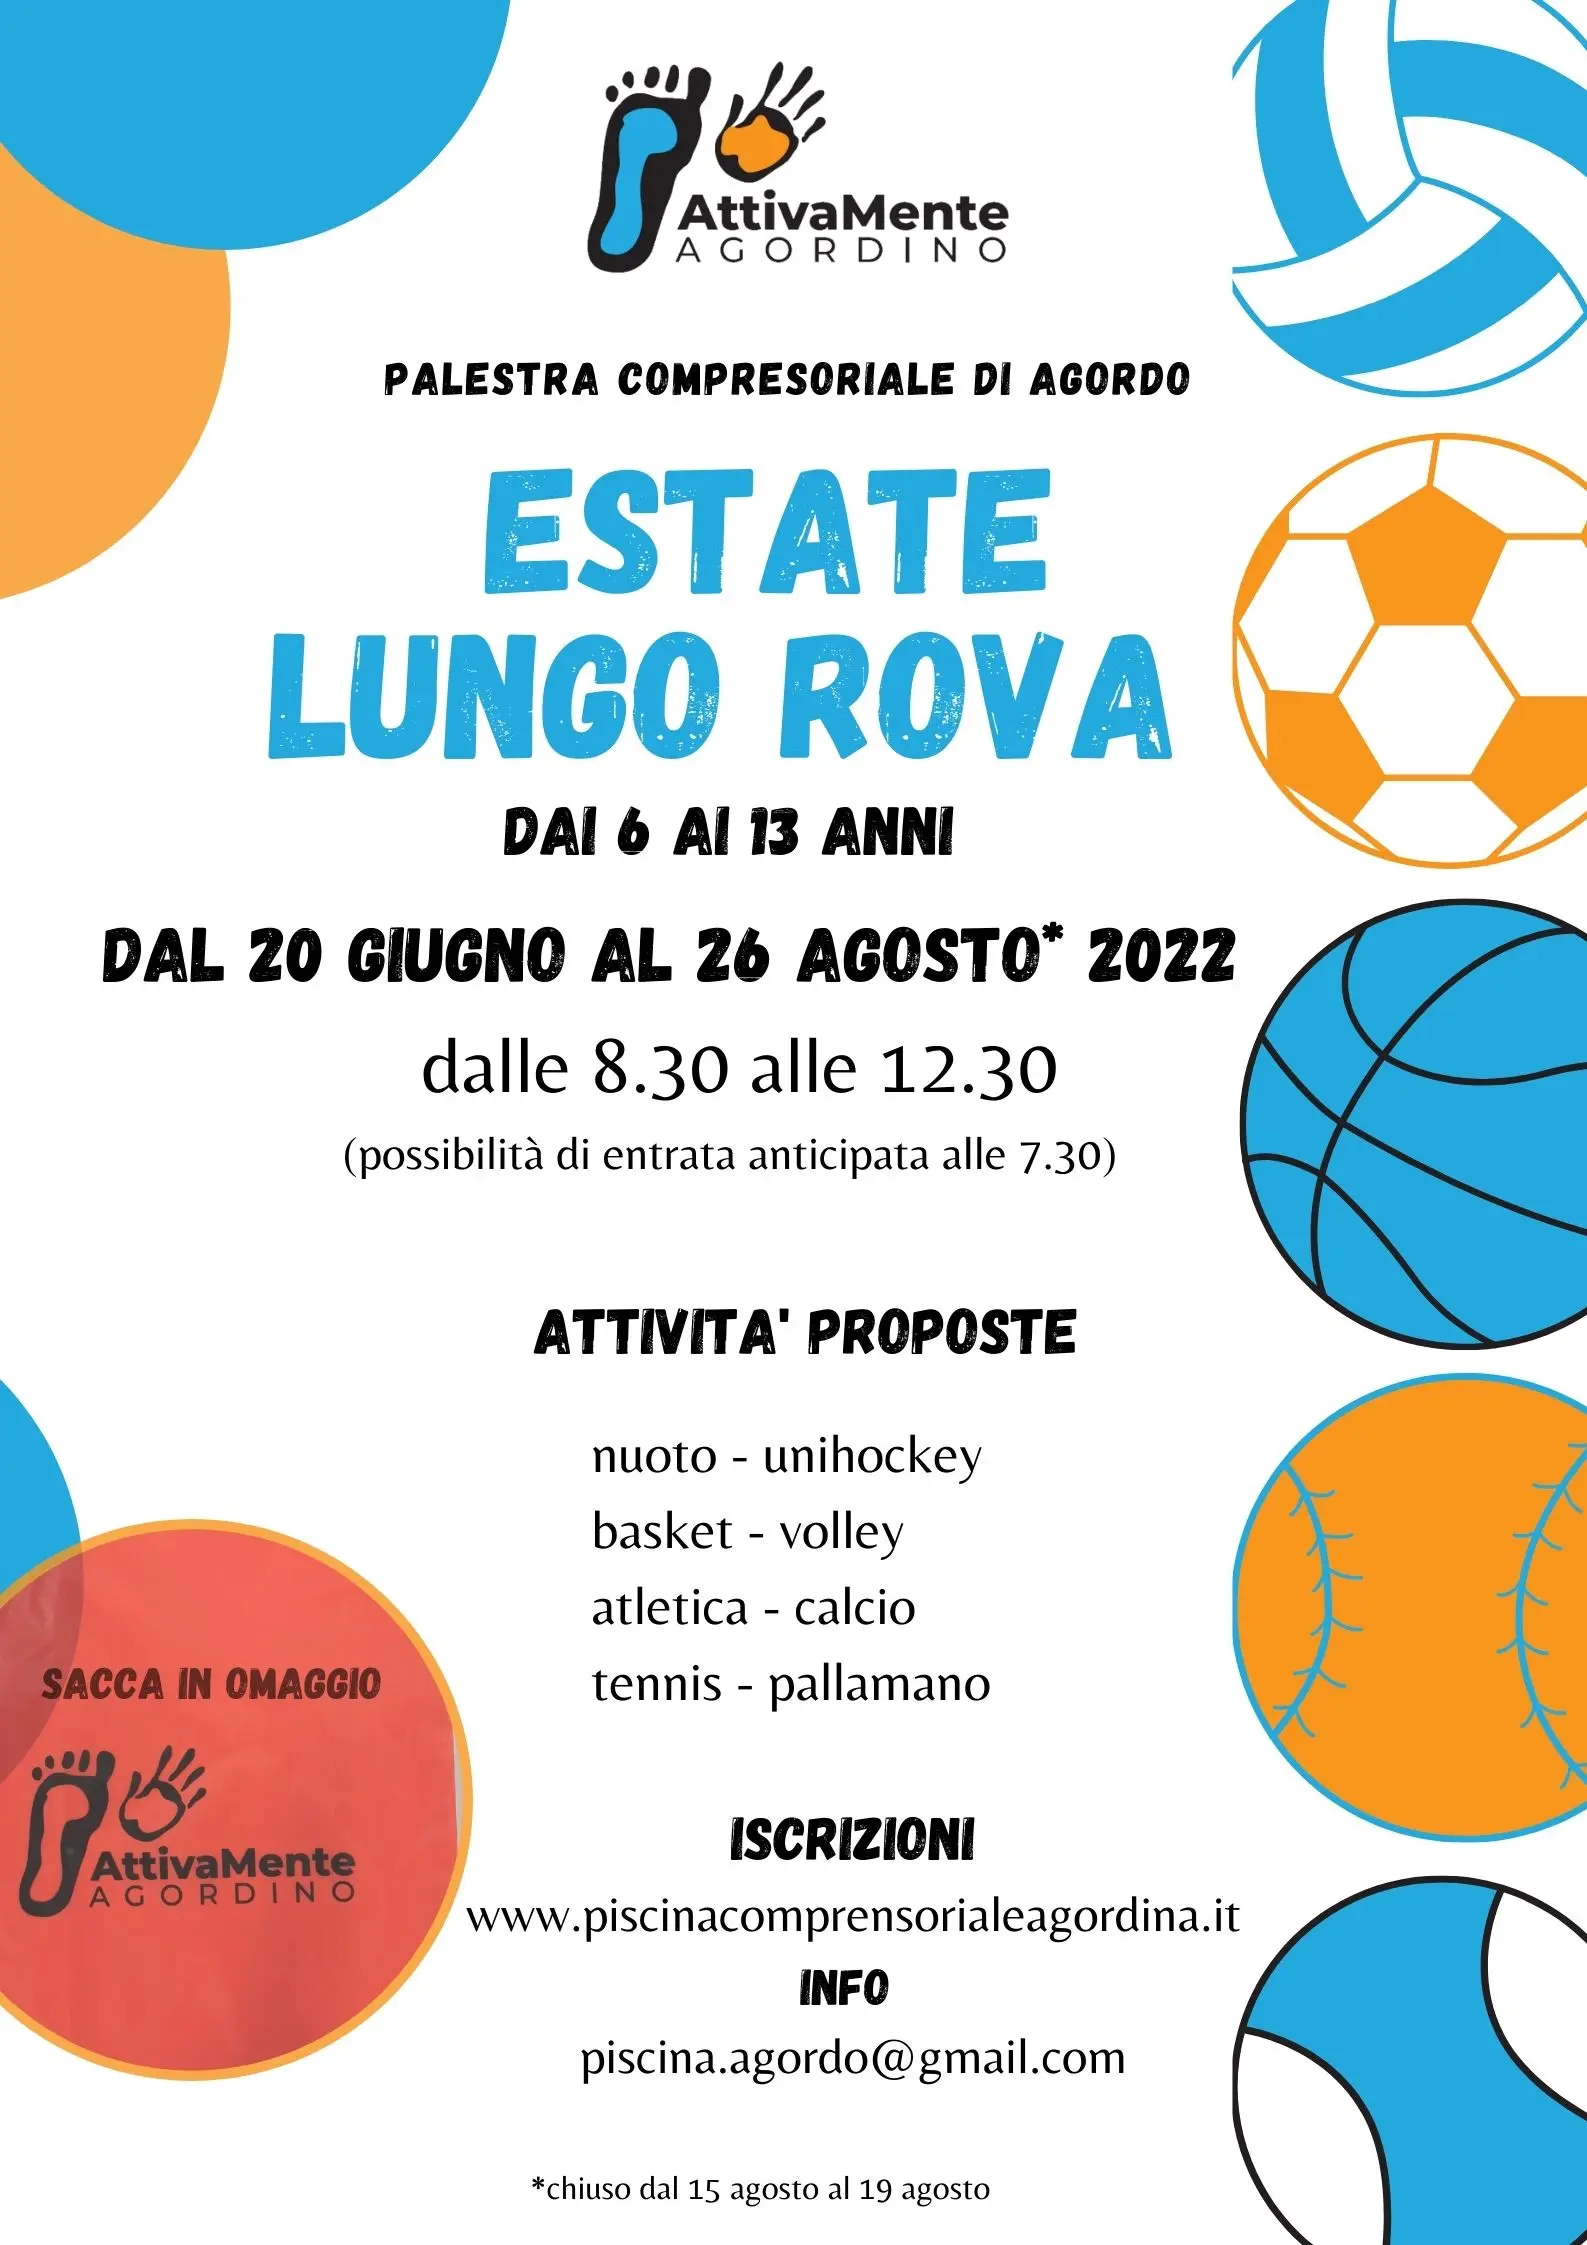 AttivaMente
AGORDINO
PALESTRA COMPRESORIALE DI AGORDO
ESTATE
LUNGO ROVA
DAI 6 AI 13 ANNI
DAL 20 GIUGNO AL 26 AGOSTO* 2022
dalle 8.30 alle 12.30
(possibilità di entrata anticipata alle 7.30)
ATTIVITA' PROPOSTE
nuoto - unihockey
basket - volley
atletica - calcio
tennis - pallamano
SACCA IN OMAGGIO
AttivaMente
AGORDINO
ISCRIZIONI
www.piscinacomprensorialeagordina.it
INFO
piscina.agordo@gmail.com
*chiuso dal 15 agosto al 19 agosto